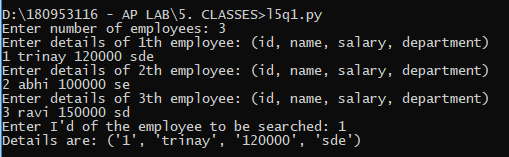 D:\180953116 - AP LAB\5. CLASSES>l5q1.py
Enter number of employees: 3
Enter details of 1th employee: (id, name, salary, department)
1 trinay 120000 sde
Enter details of 2th employee: (id, name, salary, department)
2 abhi 100000 se
Enter details of 3th employee: (id, name, salary, department)
3 ravi 150000 sd
Enter I'd of the employee to be searched: 1
Details are: ('1', 'trinay', '120000', 'sde')